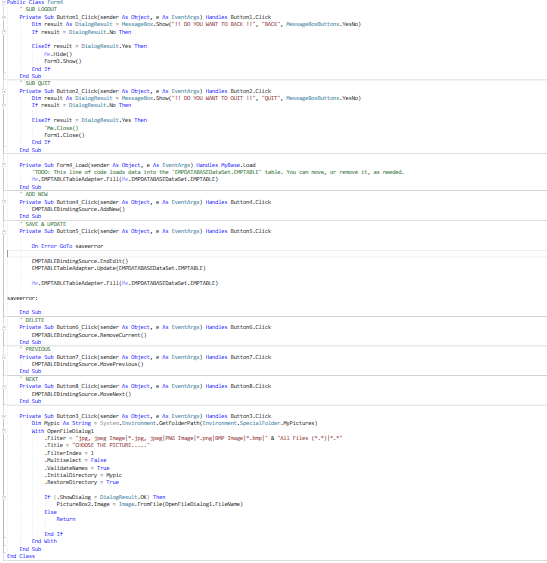 Public Class Form4
' SUB LOGOUT
Private Sub Button1_Click(sender As Object, e As EventArgs) Handles Button1.Click
Dim result As DialogResult = MessageBox.Show("!! DO YOU WANT TO BACK !!", "BACK", MessageBoxButtons.YesNo)
If result = DialogResult.No Then
ElseIf result = DialogResult.Yes Then
Me.Hide()
Form3.Show()
End If
End Sub
' SUB QUIT
Private Sub Button2_Click(sender As Object, e As EventArgs) Handles Button2.Click
Dim result As DialogResult = MessageBox.Show("!! DO YOU WANT TO QUIT !!", "QUIT", MessageBoxButtons.YesNo)
If result = DialogResult.No Then
ElseIf result = DialogResult.Yes Then
'Me.Close()
Form1.Close()
End If
End Sub
Private Sub Form4_Load(sender As Object, e As EventArgs) Handles MyBase.Load
'TODO: This line of code loads data into the 'EMPDATABASEDataSet.EMPTABLE' table. You can move, or remove it, as needed.
Me.EMPTABLETableAdapter.Fill(Me.EMPDATABASEDataSet.EMPTABLE)
End Sub
' ADD NEW
Private Sub Button4_Click(sender As Object, e As EventArgs) Handles Button4.Click
EMPTABLEBindingSource.AddNew()
End Sub
' SAVE & UPDATE
Private Sub Button5_Click(sender As Object, e As EventArgs) Handles Button5.Click
On Error GoTo saveerror
EMPTABLEBindingSource.EndEdit()
EMPTABLETableAdapter.Update(EMPDATABASEDataSet.EMPTABLE)
Me.EMPTABLETableAdapter.Fill(Me.EMPDATABASEDataSet.EMPTABLE)
saveerror:
End Sub
' DELETE
Private Sub Button6_Click(sender As Object, e As EventArgs) Handles Button6.Click
EMPTABLEBindingSource.RemoveCurrent()
End Sub
' PREVIOUS
Private Sub Button7_Click(sender As Object, e As EventArgs) Handles Button7.Click
EMPTABLEBindingSource.MovePrevious()
End Sub
' NEXT
Private Sub Button8_Click(sender As Object, e As EventArgs) Handles Button8.Click
EMPTABLEBindingSource.MoveNext()
End Sub
Private Sub Button3_Click(sender As Object, e As EventArgs) Handles Button3.Click
Dim Mypic As String = System.Environment.GetFolderPath(Environment.SpecialFolder.MyPictures)
With OpenFileDialog1
.Filter = "jpg, jpeg Image|*.jpg, jpeg|PNG Image|*.png|BMP Image|*.bmp|" & "All Files (*.*)|*.*"
.Title = "CHOOSE THE PICTURE....."
.FilterIndex = 1
.Multiselect = False
.ValidateNames = True
.InitialDirectory = Mypic
.RestoreDirectory = True
If (.ShowDialog = DialogResult.OK) Then
PictureBox2.Image = Image.FromFile(OpenFileDialog1.FileName)
Else
Return
End If
End With
End Sub
End Class